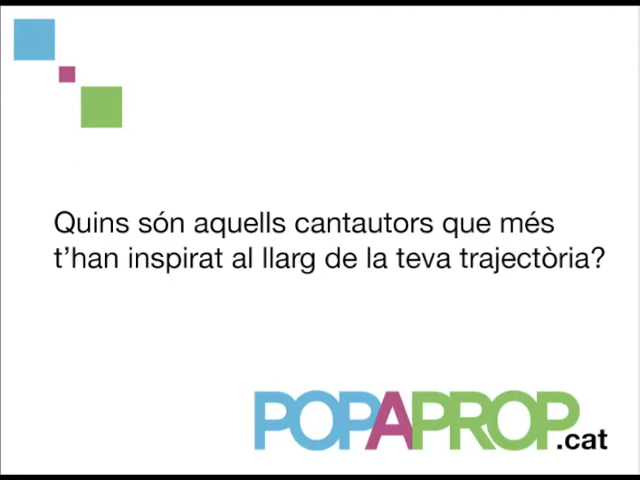 Quins són aquells cantautors que més
t’han inspirat al llarg de la teva trajectòria?
POPAPROP.cat